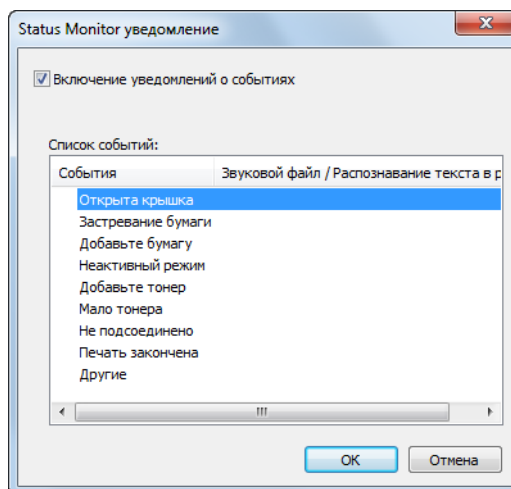 Status Monitor уведомление
Включение уведомлений о событиях
Список событий:
События Звуковой файл / Распознавание текста в р
Открыта крышка
Застревание бумаги
Добавьте бумагу
Неактивный режим
Добавьте тонер
Мало тонера
Не подсоединено
Печать закончена
Другие
OK Отмена